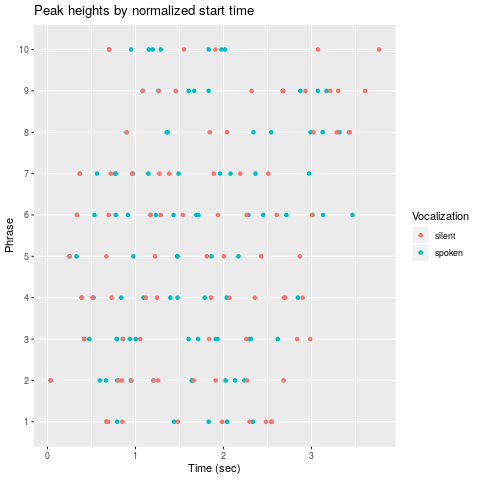 Peak heights by normalized start time
10
9
8
7
6
5
4
3
2
1
Phrase
0
1
2
3
Time (sec)
Vocalization
silent
spoken